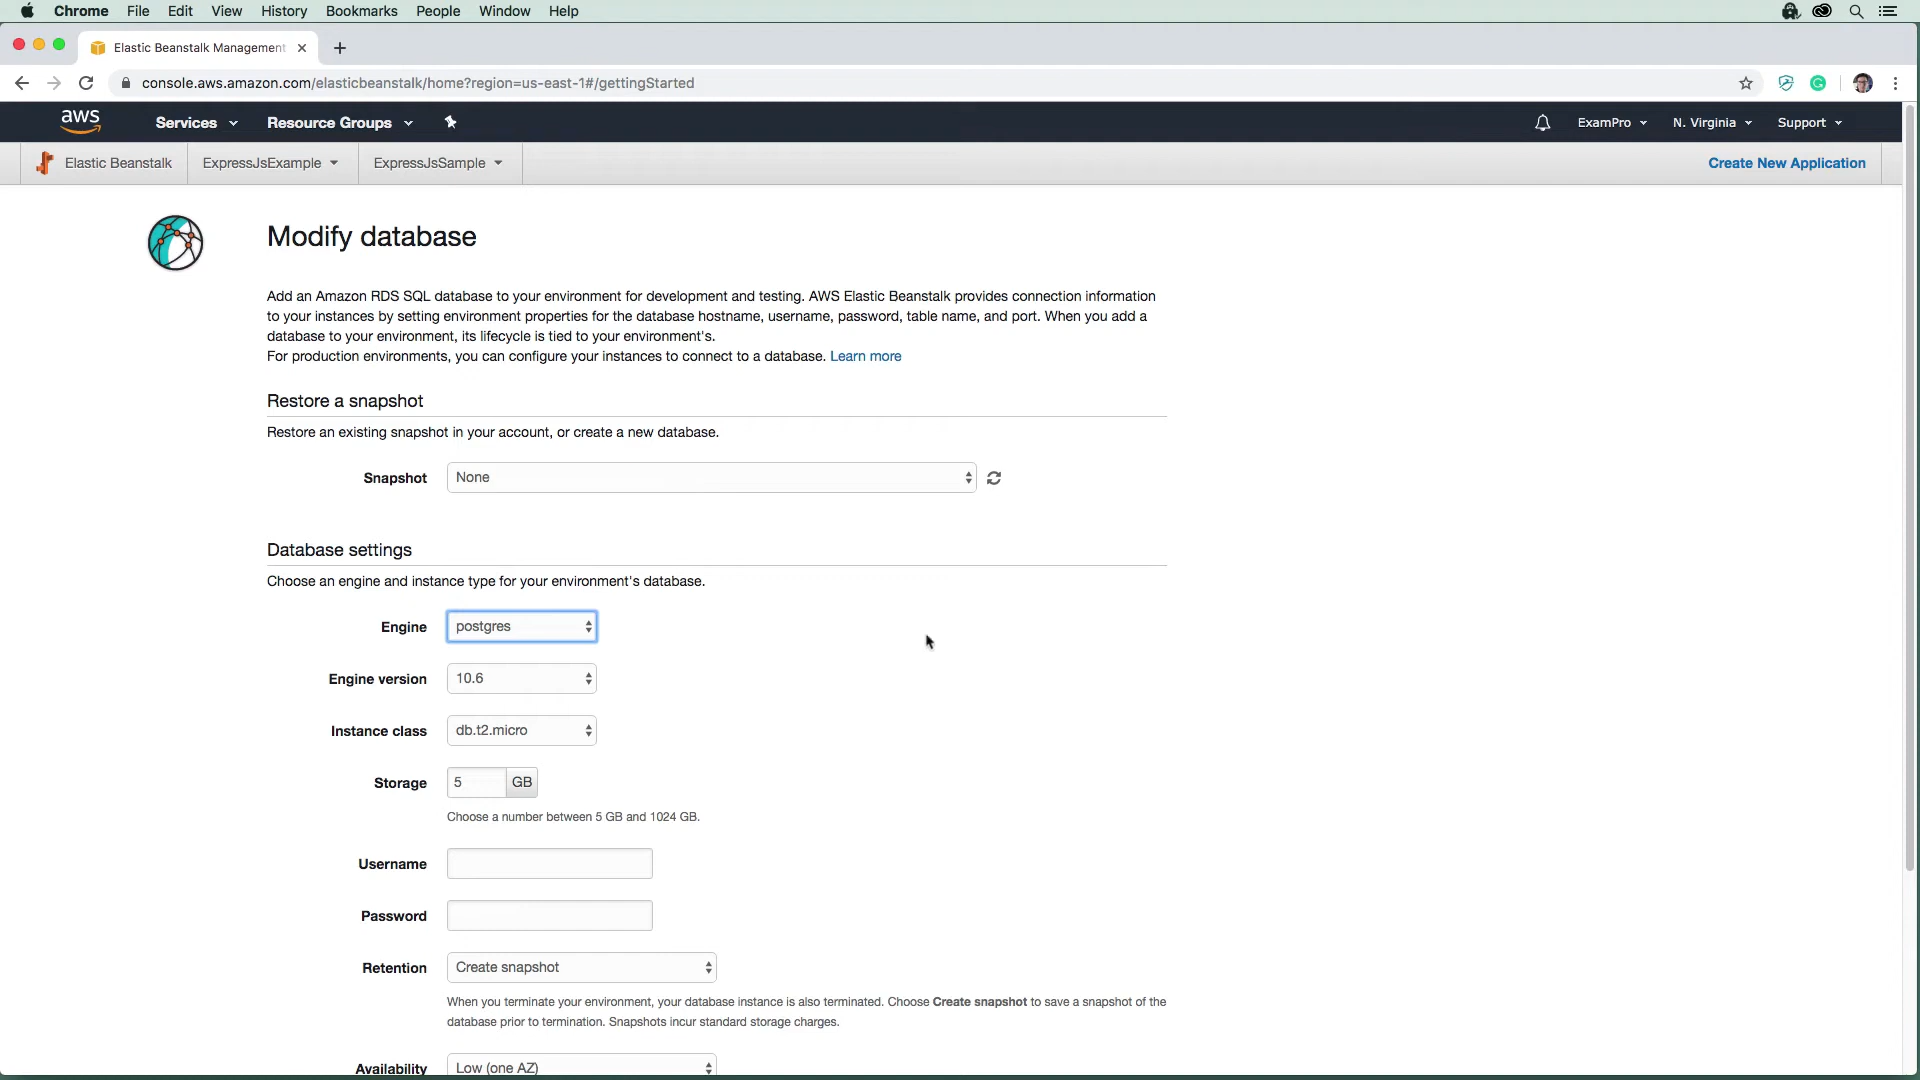 Chrome File Edit View History Bookmarks People Window Help
Elastic Beanstalk Management
console.aws.amazon.com/elasticbeanstalk/home?region=us-east-1#/gettingStarted
aws Services Resource Groups ExamPro N. Virginia Support
Elastic Beanstalk ExpressJsExample ExpressJsSample Create New Application
Modify database
Add an Amazon RDS SQL database to your environment for development and testing. AWS Elastic Beanstalk provides connection information
to your instances by setting environment properties for the database hostname, username, password, table name, and port. When you add a
database to your environment, its lifecycle is tied to your environment's.
For production environments, you can configure your instances to connect to a database. Learn more
Restore a snapshot
Restore an existing snapshot in your account, or create a new database.
Snapshot None
Database settings
Choose an engine and instance type for your environment's database.
Engine postgres
Engine version 10.6
Instance class db.t2.micro
Storage 5 GB
Choose a number between 5 GB and 1024 GB.
Username
Password
Retention Create snapshot
When you terminate your environment, your database instance is also terminated. Choose Create snapshot to save a snapshot of the
database prior to termination. Snapshots incur standard storage charges.
Availability Low (one AZ)